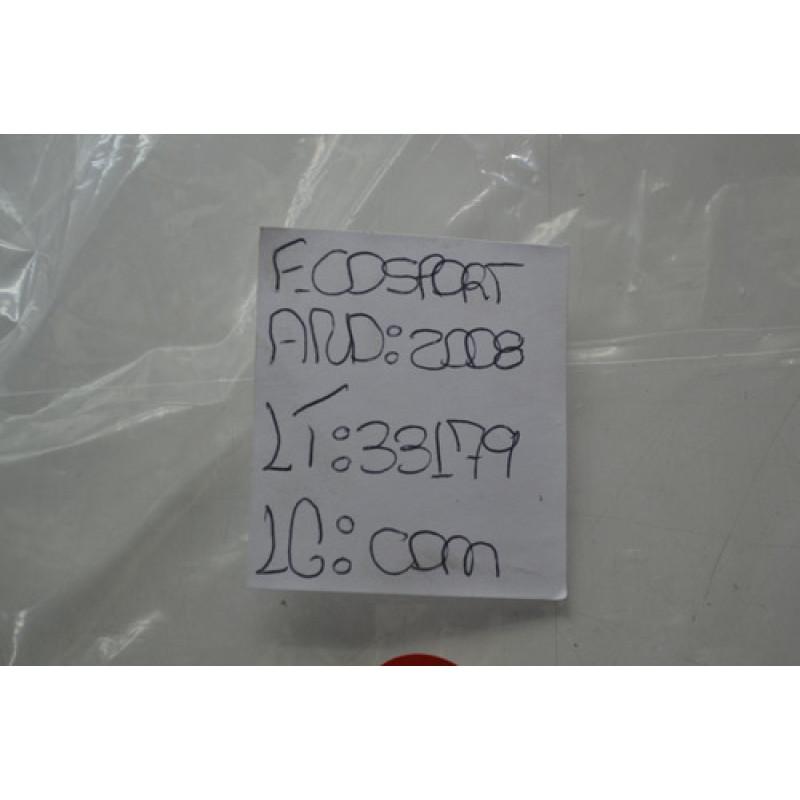 ECOSPORT
ANO:2008
LT:33179
LG:com